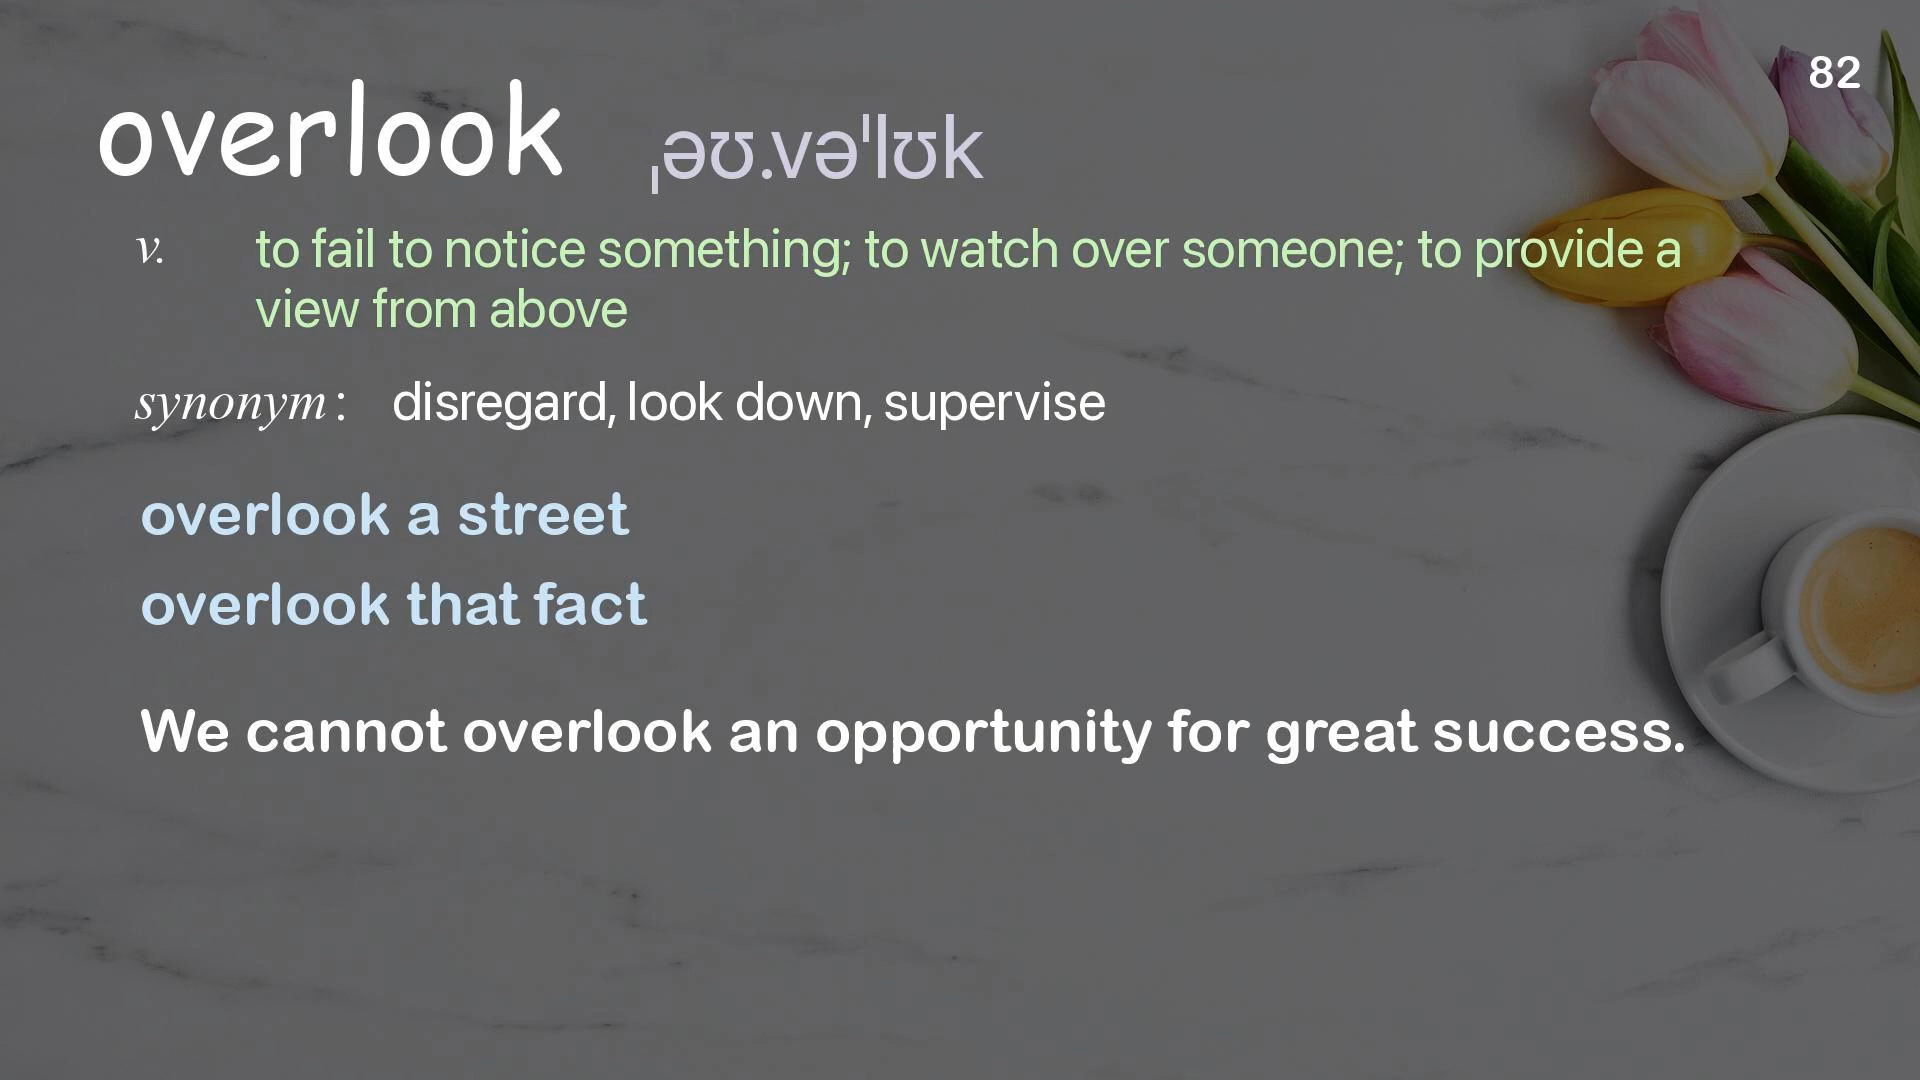 82
overlook ˌəʊ.vəˈlʊk
v. to fail to notice something; to watch over someone; to provide a
view from above
synonym : disregard, look down, supervise
overlook a street
overlook that fact
We cannot overlook an opportunity for great success.